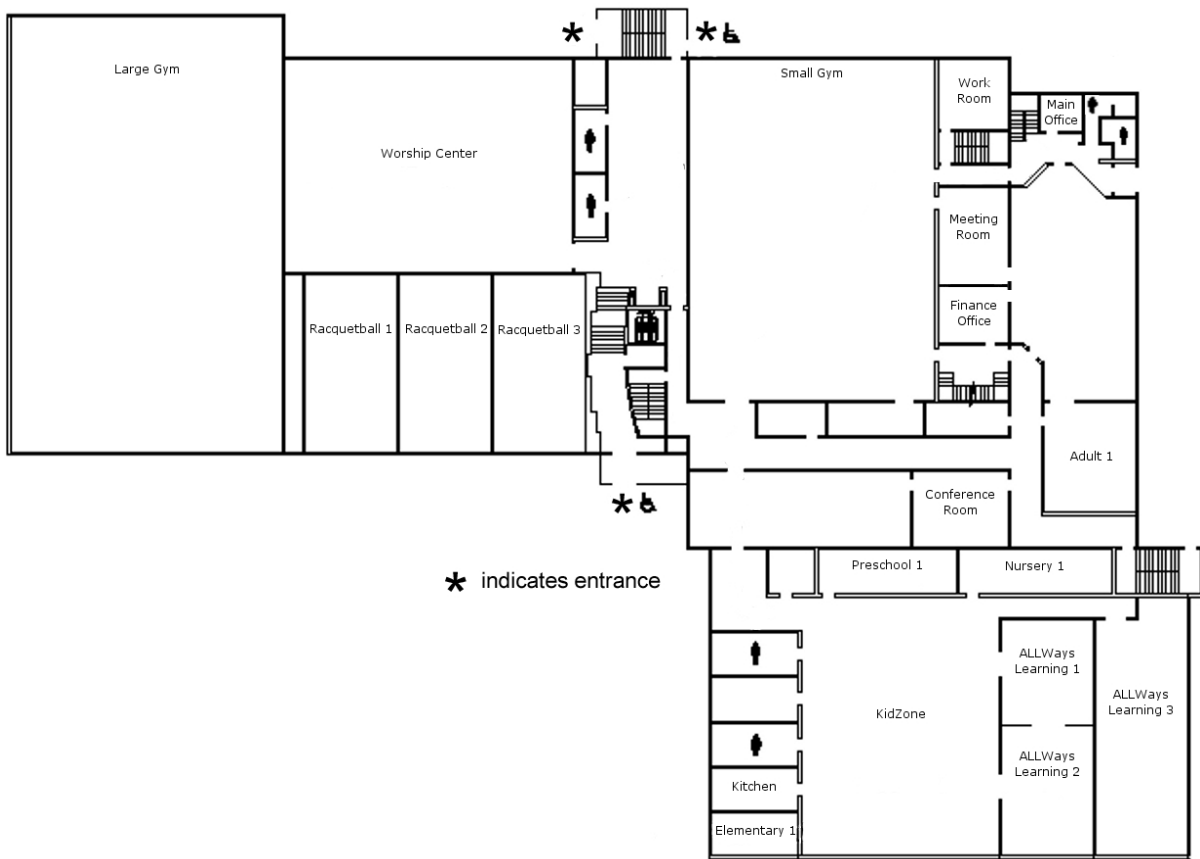 *
*
Large Gym
Small Gym
Work
Room
Main
Office
Worship Center
Meeting
Room
Finance
Office
Racquetball 1
Racquetball 2
Racquetball 3
Adult 1
*
Conference
Room
* indicates entrance
Preschool 1
Nursery 1
ALLWays
Learning 1
ALLWays
Learning 3
KidZone
ALLWays
Learning 2
Kitchen
Elementary 1